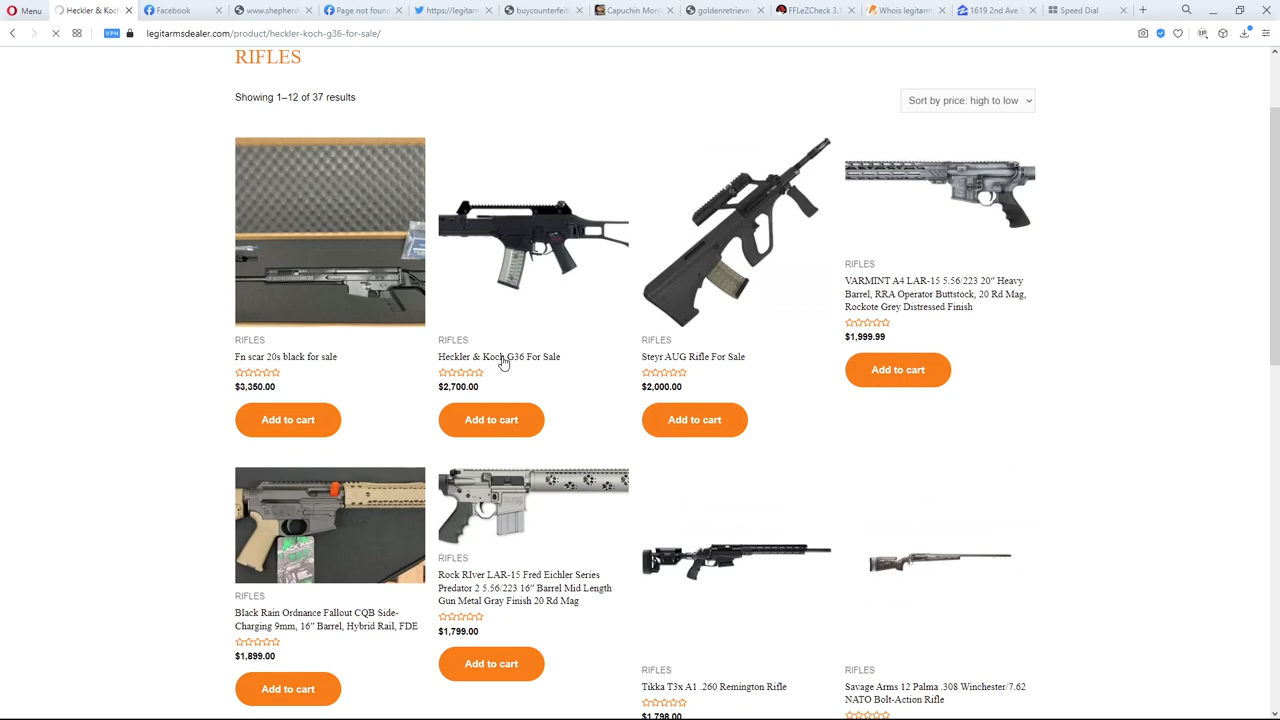 Menu
Heckler & Koch
Facebook
www.shepherd
Page not foun
https://legitarm
buycounterfeit
Capuchin Mon
goldenretriever
FFLeZCheck 3.
Whois legitarm
1619 2nd Ave S
Speed Dial
VPN
legitarmsdealer.com/product/heckler-koch-g36-for-sale/
RIFLES
Showing 1–12 of 37 results
Sort by price: high to low
RIFLES
Fn scar 20s black for sale
$3,350.00
Add to cart
RIFLES
Heckler & Koch G36 For Sale
$2,700.00
Add to cart
RIFLES
Steyr AUG Rifle For Sale
$2,000.00
Add to cart
RIFLES
VARMINT A4 LAR-15 5.56/223 20″ Heavy
Barrel, RRA Operator Buttstock, 20 Rd Mag,
Rockote Grey Distressed Finish
$1,999.99
Add to cart
RIFLES
Black Rain Ordnance Fallout CQB Side-
Charging 9mm, 16″ Barrel, Hybrid Rail, FDE
$1,899.00
Add to cart
RIFLES
Rock RIver LAR-15 Fred Eichler Series
Predator 2 5.56/223 16″ Barrel Mid Length
Gun Metal Gray Finish 20 Rd Mag
$1,799.00
Add to cart
RIFLES
Tikka T3x A1 .260 Remington Rifle
$1,798.00
RIFLES
Savage Arms 12 Palma .308 Winchester/7.62
NATO Bolt-Action Rifle